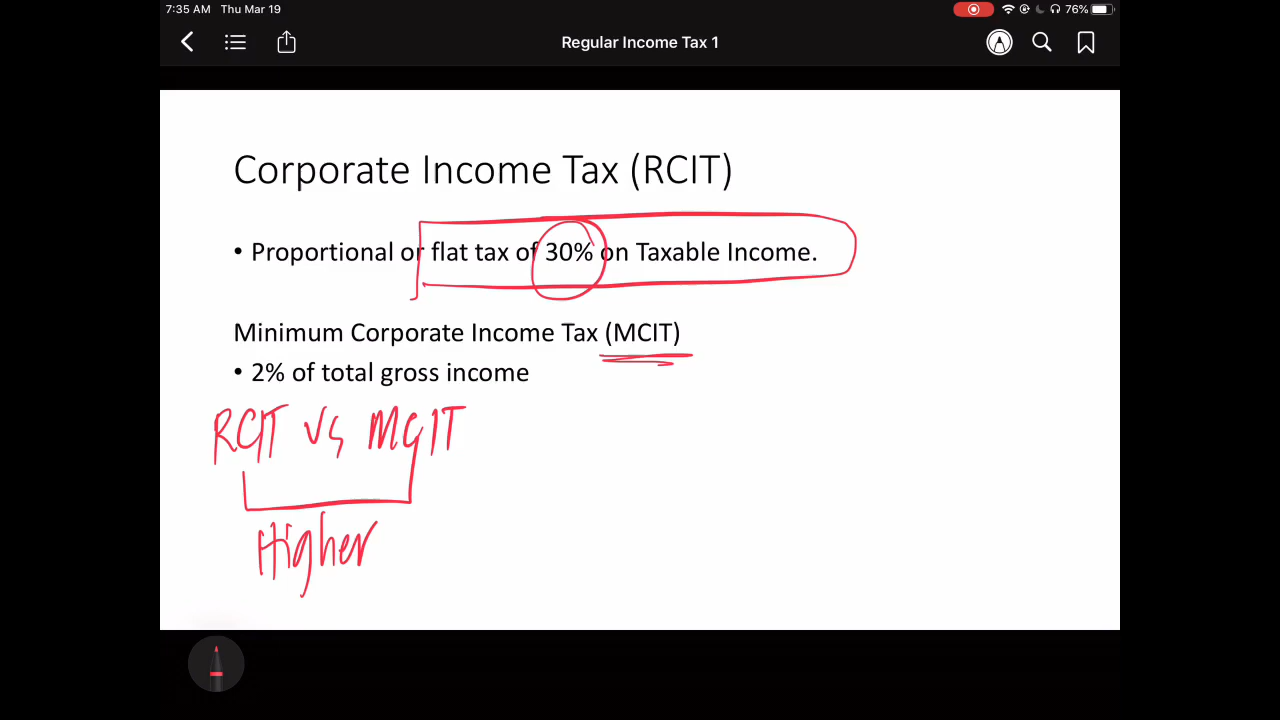 7:35 AM Thu Mar 19 76%
Regular Income Tax 1
Corporate Income Tax (RCIT)
• Proportional or flat tax of 30% on Taxable Income.
Minimum Corporate Income Tax (MCIT)
• 2% of total gross income
RCIT VS MCIT
Higher